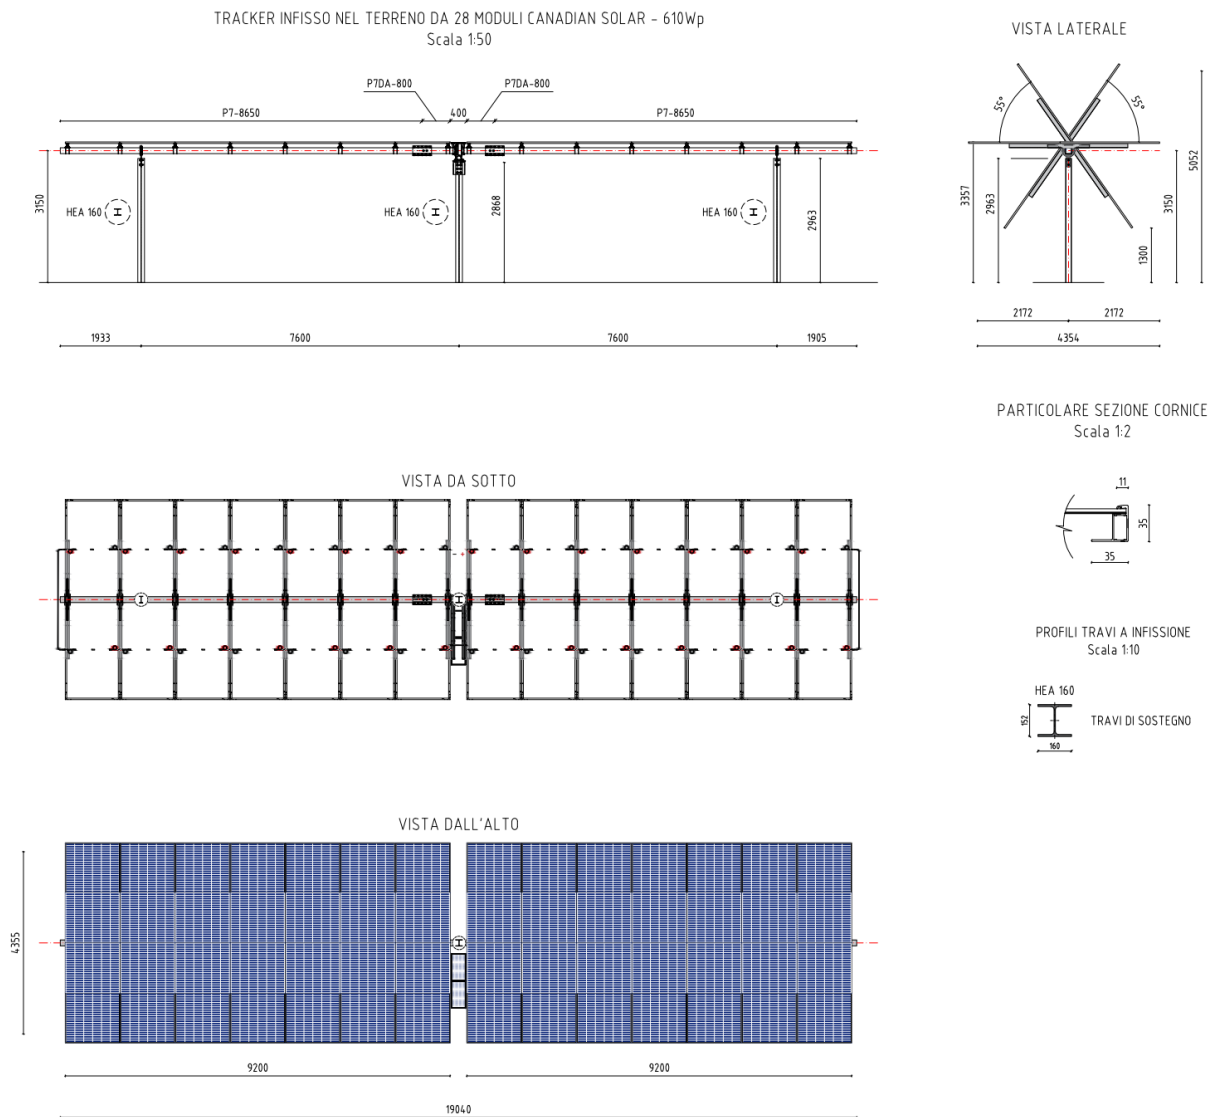 TRACKER INFISSO NEL TERRENO DA 28 MODULI CANADIAN SOLAR - 610Wp
Scala 1:50
P7DA-800
P7DA-800
P7-8650
400
P7-8650
3150
HEA 160
HEA 160
2868
HEA 160
2963
1933
7600
7600
1905
VISTA LATERALE
55°
55°
3357
2963
1300
3150
5052
2172
2172
4354
PARTICOLARE SEZIONE CORNICE
Scala 1:2
11
35
35
VISTA DA SOTTO
PROFILI TRAVI A INFISSIONE
Scala 1:10
HEA 160
152
160
TRAVI DI SOSTEGNO
VISTA DALL'ALTO
4355
9200
9200
19040